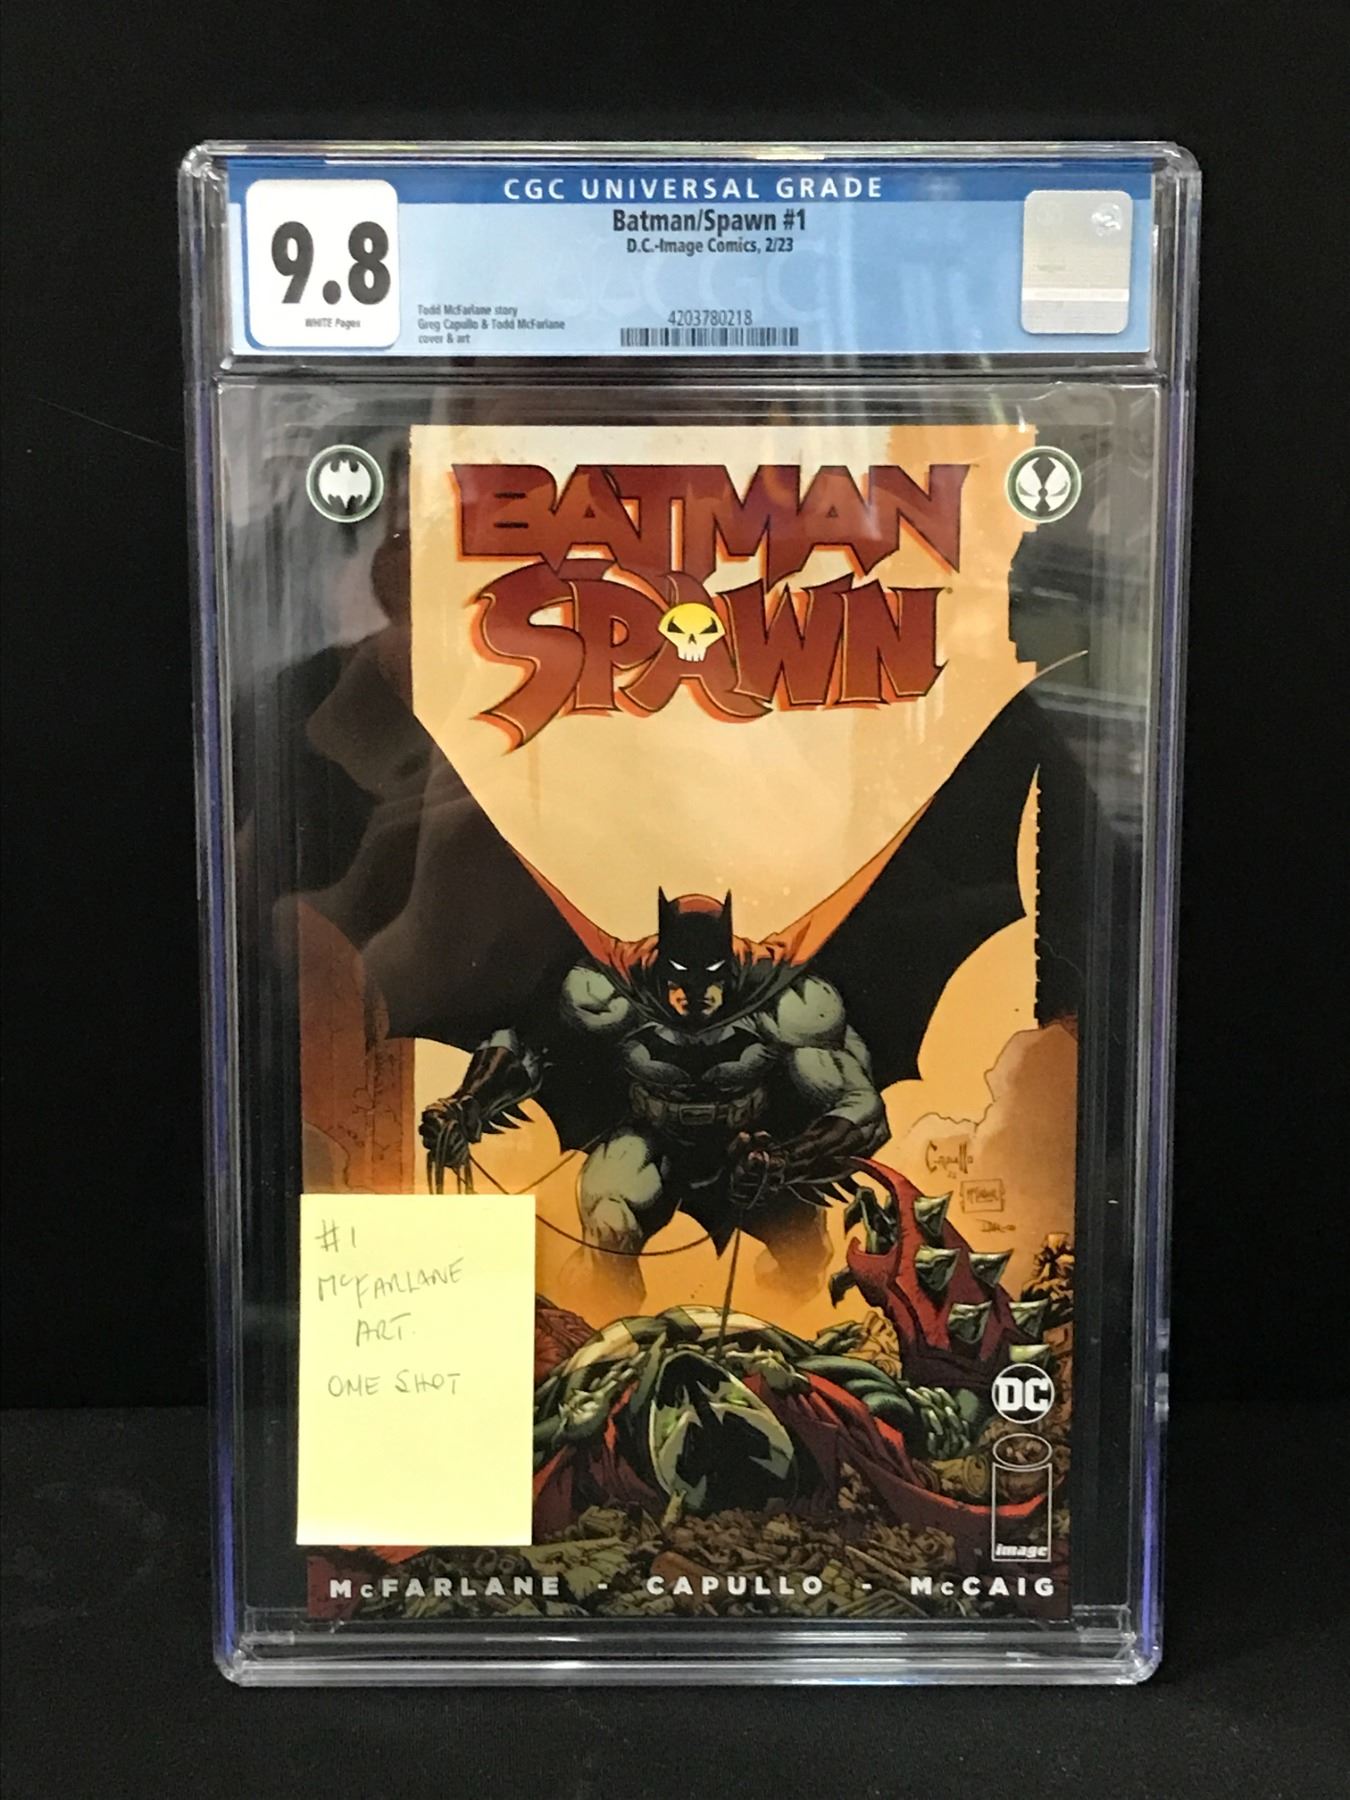 CGC UNIVERSAL GRADE
9.8
WHITE Pages
Batman/Spawn #1
D.C.-Image Comics, 2/23
Todd McFarlane story
Greg Capullo & Todd McFarlane
cover & art
4203780218
BATMAN
SPAWN
Capullo
#1
McFARLANE
ART.
ONE SHOT
DC
image
McFARLANE - CAPULLO - McCAIG